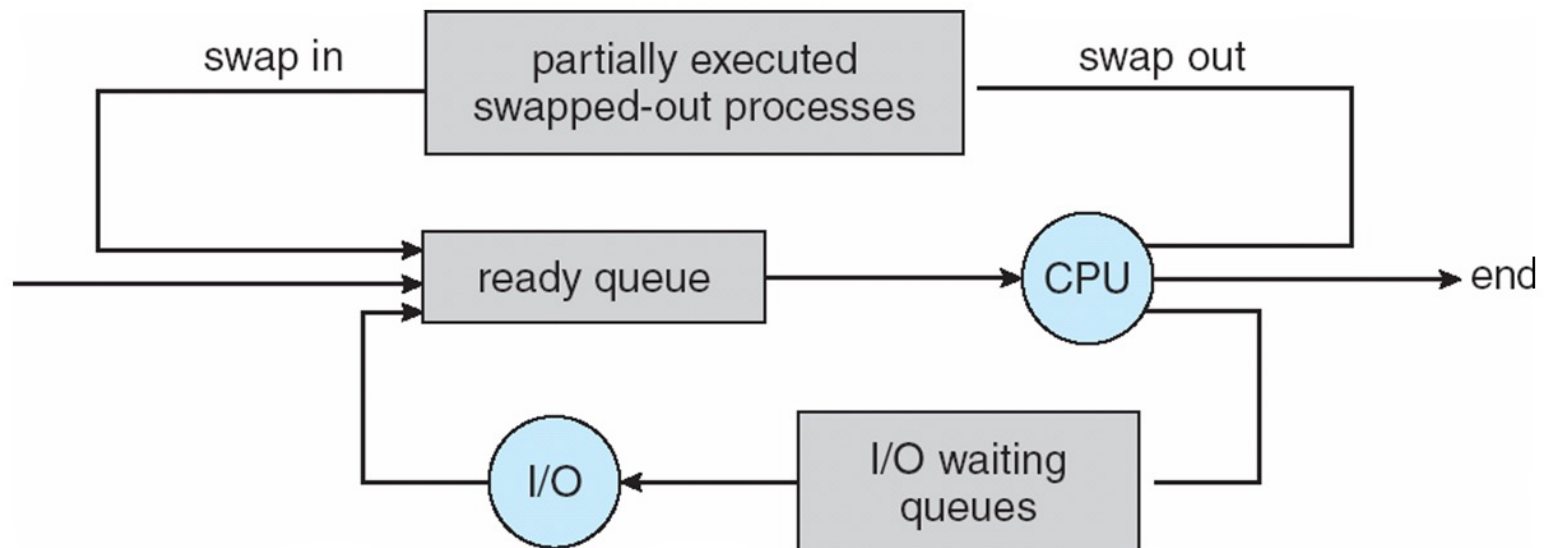 swap in
partially executed
swapped-out processes
swap out
ready queue
CPU
end
I/O
I/O waiting
queues